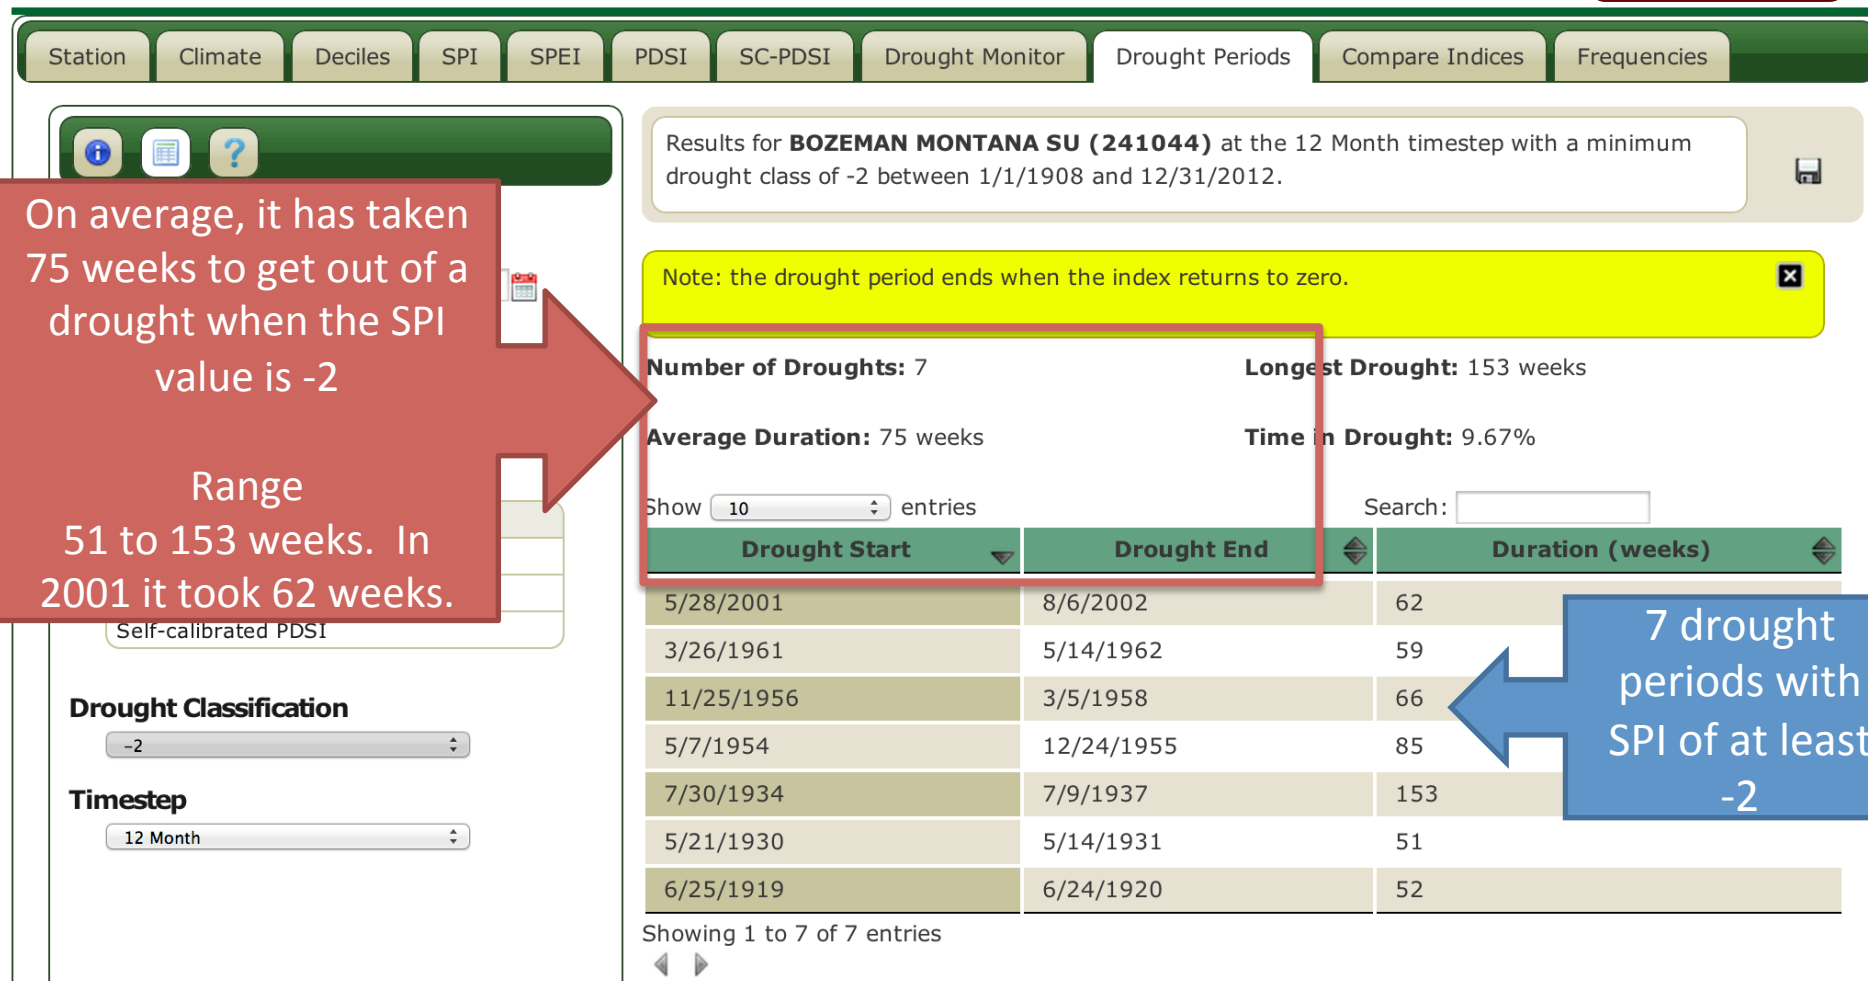 Station Climate Deciles SPI SPEI PDSI SC-PDSI Drought Monitor Drought Periods Compare Indices Frequencies
Results for BOZEMAN MONTANA SU (241044) at the 12 Month timestep with a minimum
drought class of -2 between 1/1/1908 and 12/31/2012.
On average, it has taken
75 weeks to get out of a
drought when the SPI
value is -2
Range
51 to 153 weeks. In
2001 it took 62 weeks.
Self-calibrated PDSI
Drought Classification
-2
Timestep
12 Month
Note: the drought period ends when the index returns to zero.
Number of Droughts: 7 Longest Drought: 153 weeks
Average Duration: 75 weeks Time in Drought: 9.67%
Show 10 entries Search:
Drought Start Drought End Duration (weeks)
5/28/2001 8/6/2002 62
3/26/1961 5/14/1962 59
11/25/1956 3/5/1958 66
5/7/1954 12/24/1955 85
7/30/1934 7/9/1937 153
5/21/1930 5/14/1931 51
6/25/1919 6/24/1920 52
Showing 1 to 7 of 7 entries
7 drought
periods with
SPI of at least
-2